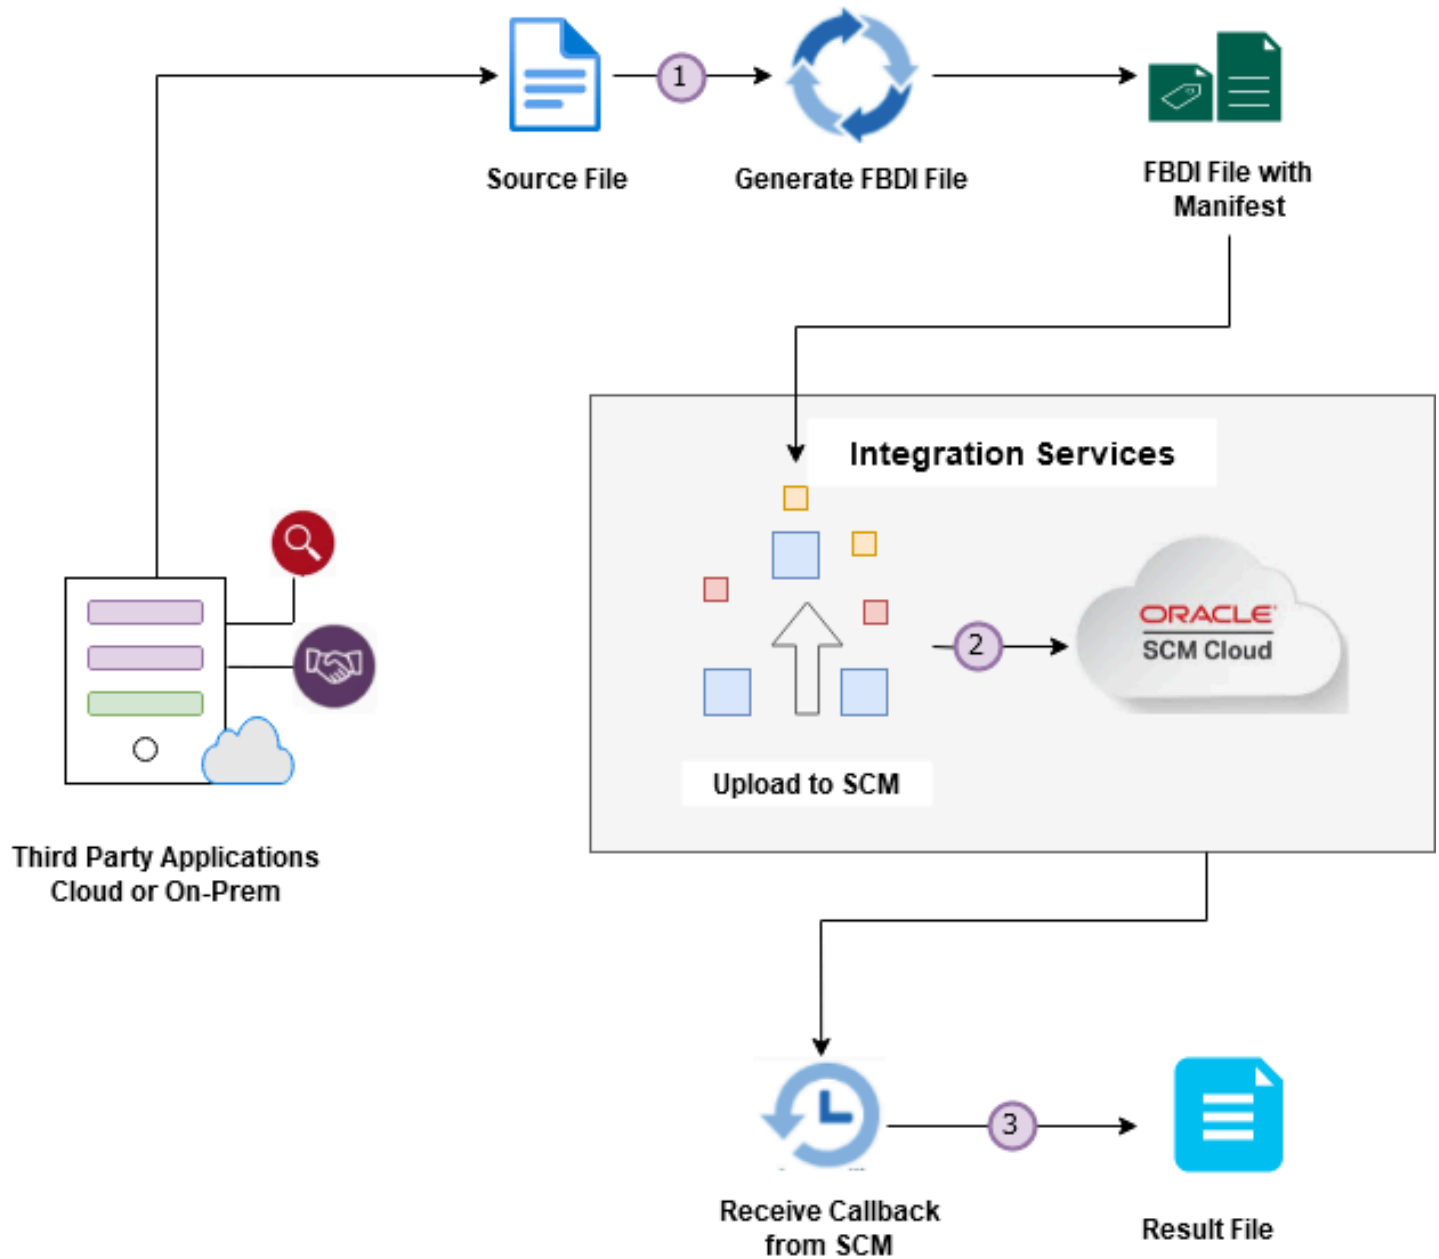 1
Source File
Generate FBDI File
FBDI File with
Manifest
Integration Services
ORACLE
SCM Cloud
2
Upload to SCM
Third Party Applications
Cloud or On-Prem
3
Receive Callback
from SCM
Result File